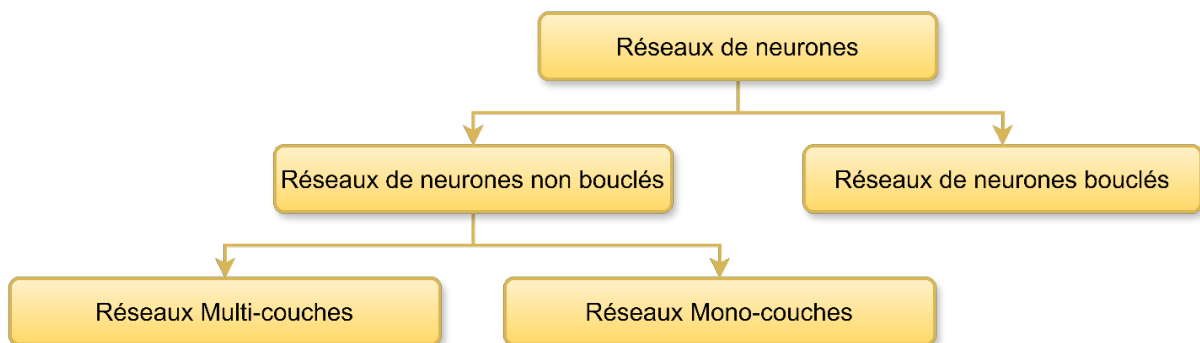 Réseaux de neurones
Réseaux de neurones non bouclés
Réseaux de neurones bouclés
Réseaux Multi-couches
Réseaux Mono-couches